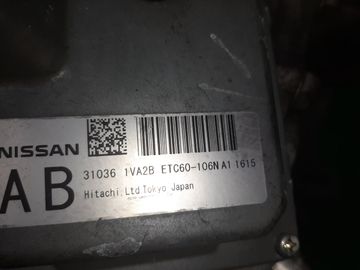 NISSAN
31036 1VA2B ETC60-106N A1 1615
AB
Hitachi.Ltd.Tokyo Japan